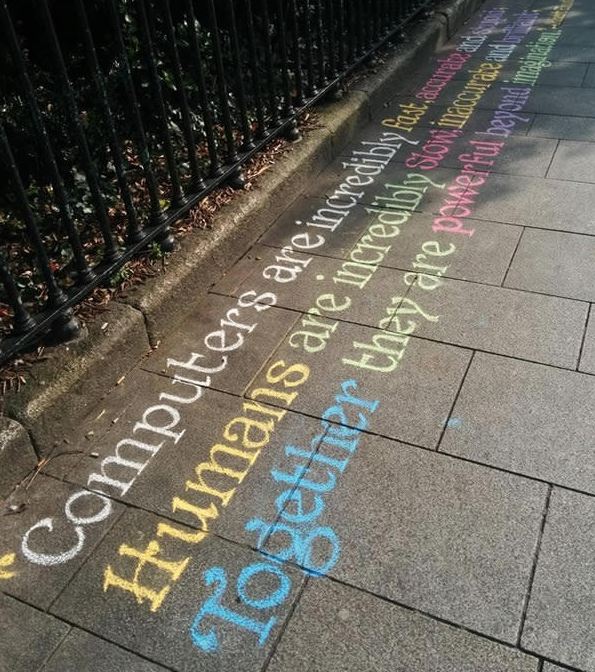 "Computers are incredibly fast, accurate and stupid.
Humans are incredibly slow, inaccurate and brilliant.
Together they are powerful beyond imagination."